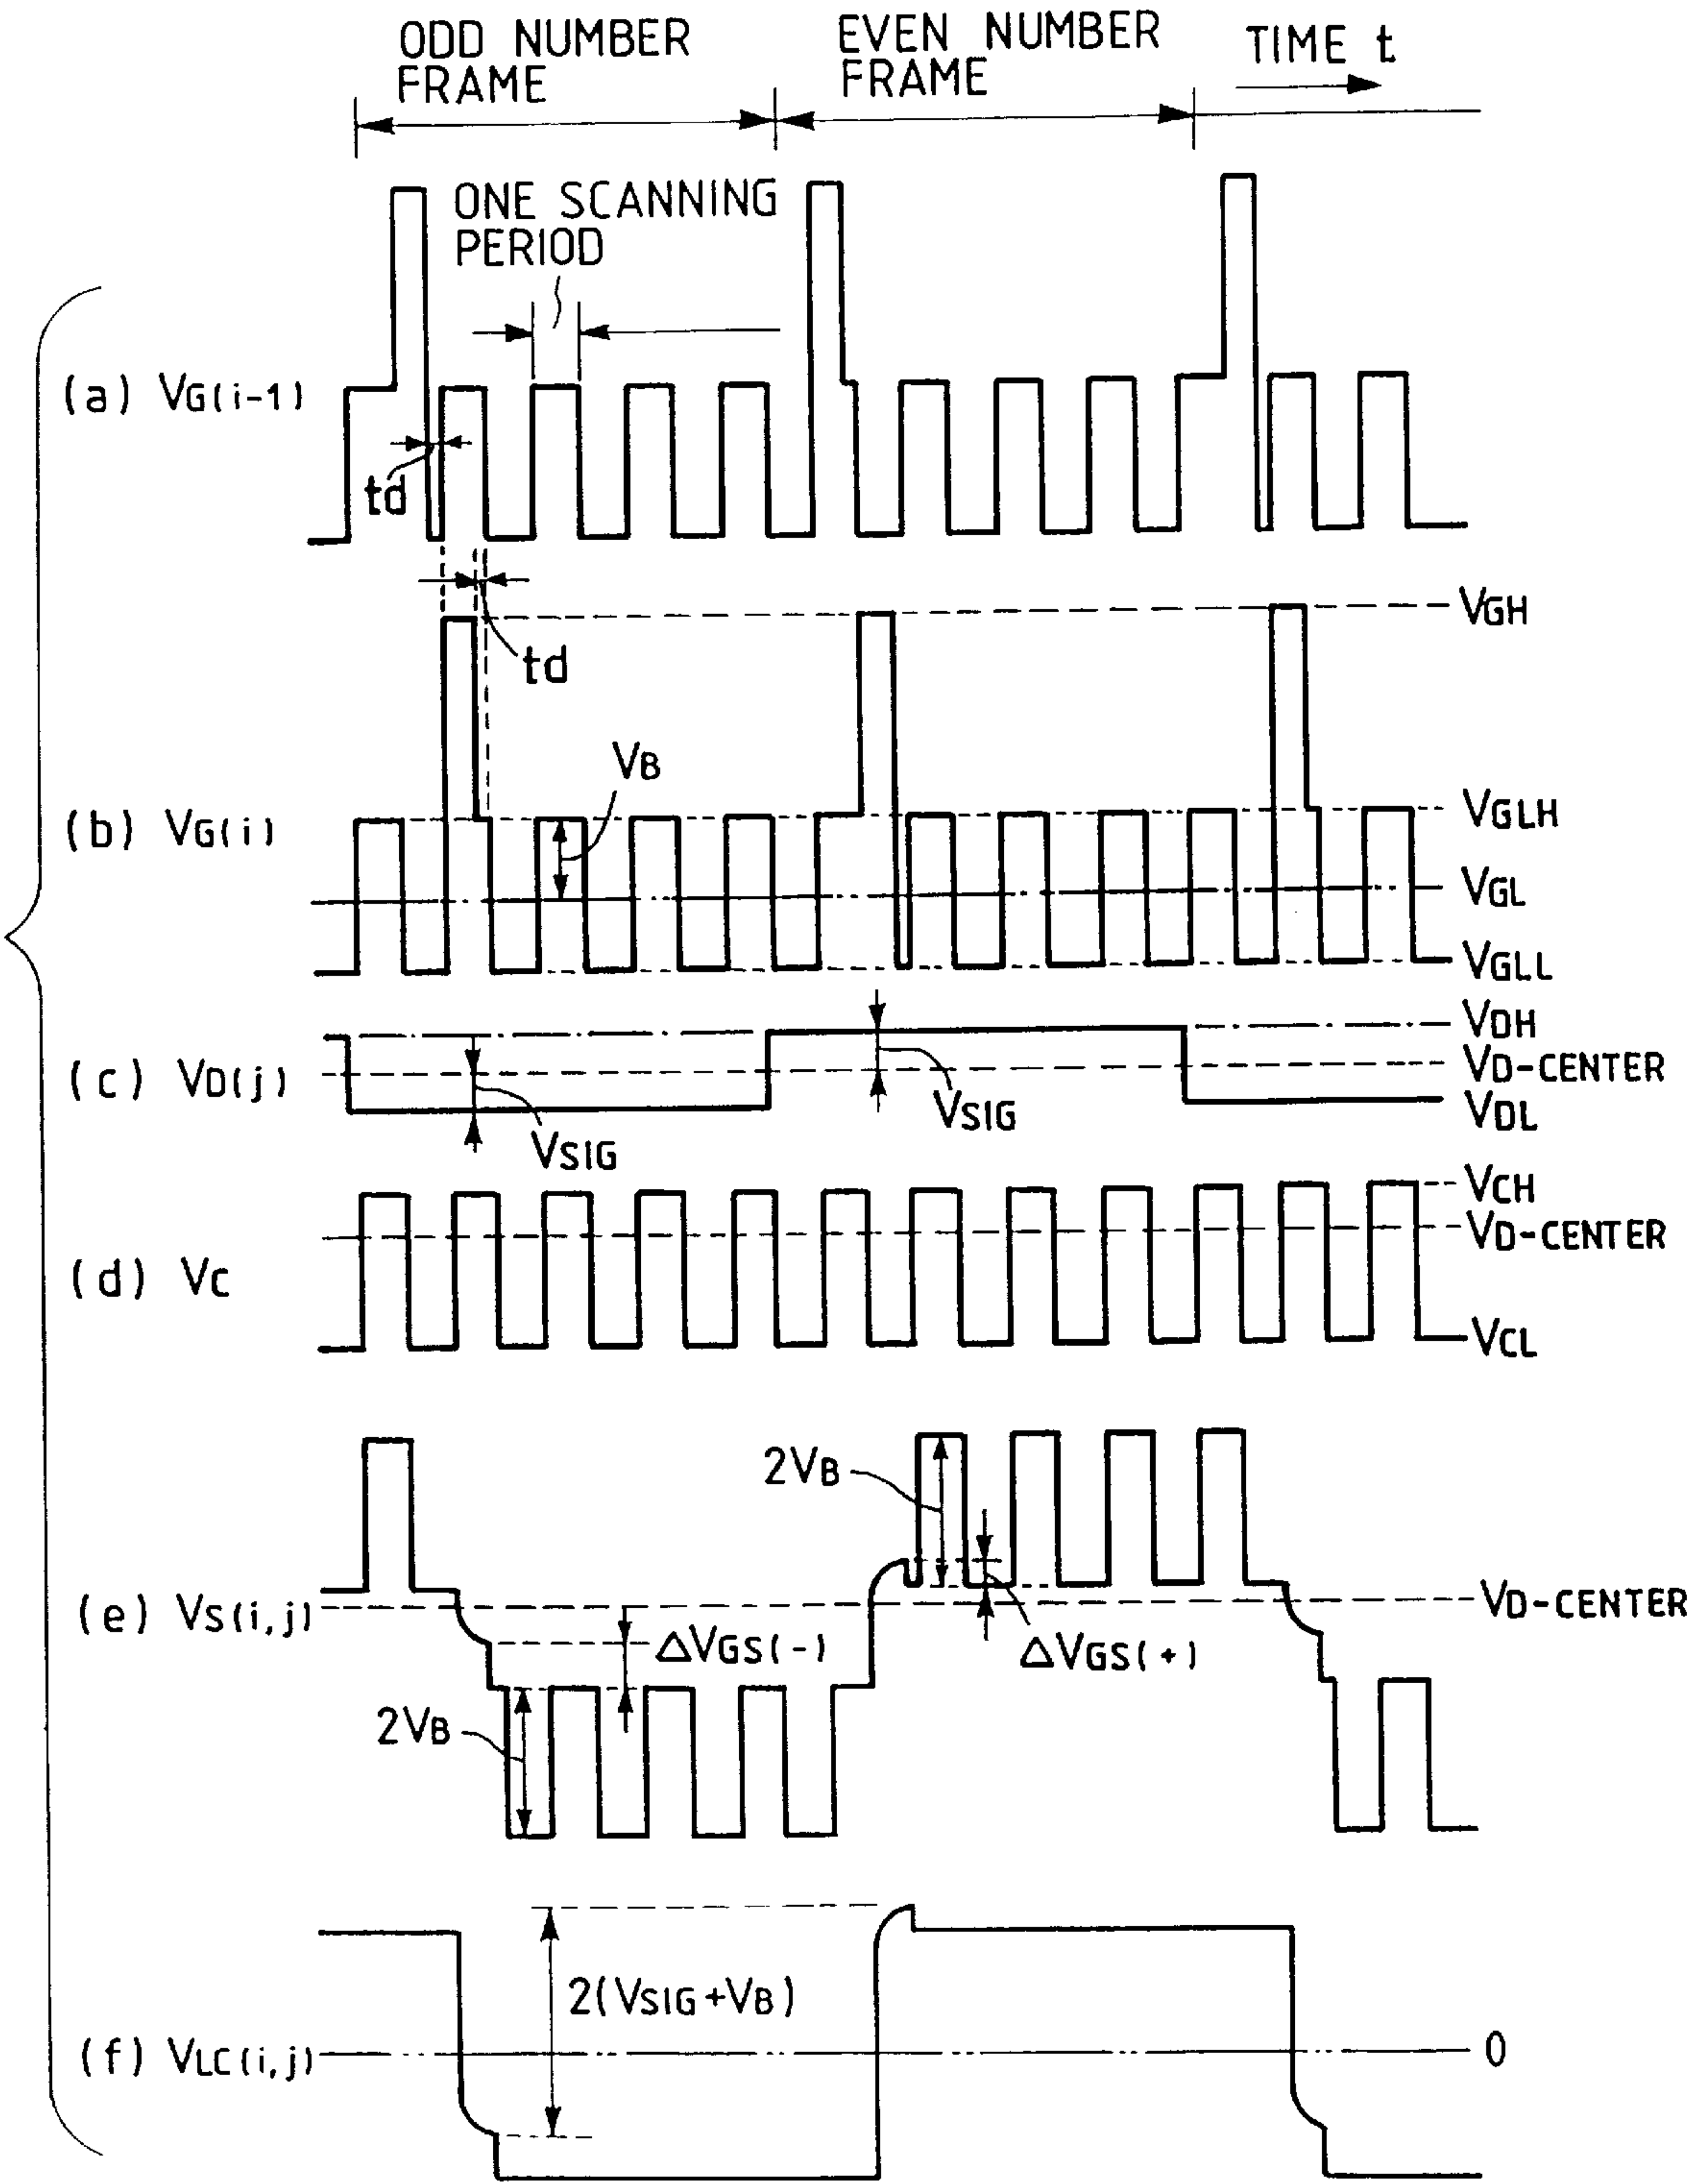 ODD NUMBER
FRAME
EVEN NUMBER
FRAME
TIME t
ONE SCANNING
PERIOD
(a) VG(i-1)
td
VGH
td
VB
(b) VG(i)
VGLH
VGL
VGLL
VDH
(c) VD(j)
VD-CENTER
VSIG
VDL
VSIG
VCH
VD-CENTER
(d) VC
VCL
2VB
(e) VS(i,j)
VD-CENTER
ΔVGS(-)
ΔVGS(+)
2VB
2(VSIG+VB)
(f) VLC(i,j)
0